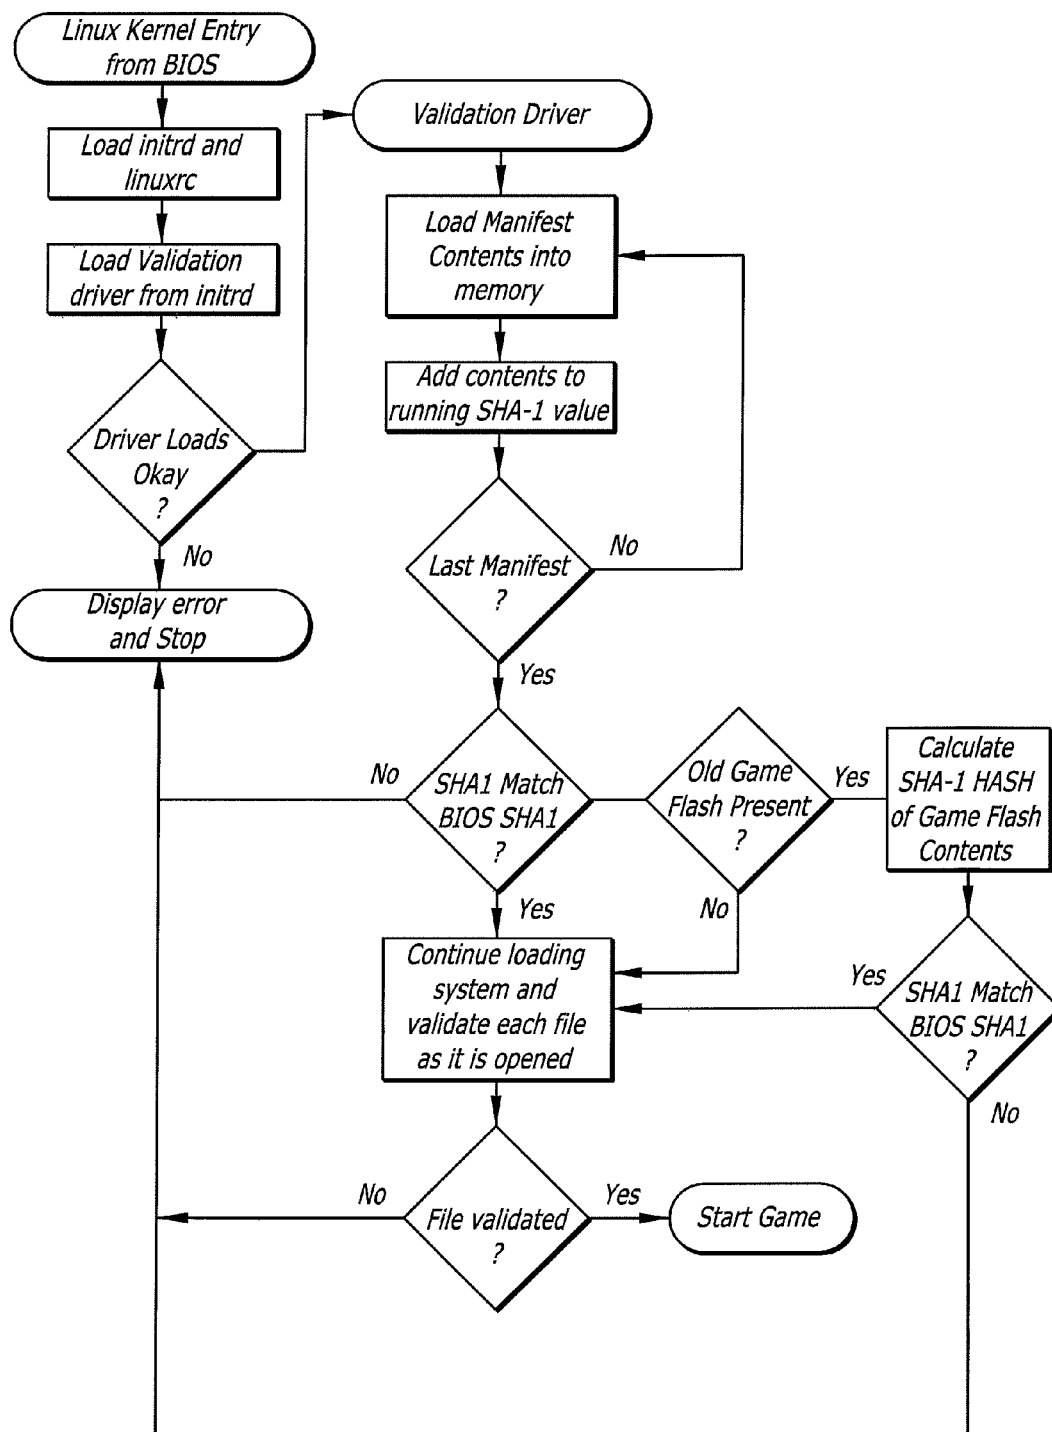 Linux Kernel Entry
from BIOS
Load initrd and
linuxrc
Load Validation
driver from initrd
Driver Loads
Okay
?
No
Display error
and Stop
Validation Driver
Load Manifest
Contents into
memory
Add contents to
running SHA-1 value
Last Manifest
?
No
Yes
SHA1 Match
BIOS SHA1
?
No
Yes
Old Game
Flash Present
?
Yes
No
Calculate
SHA-1 HASH
of Game Flash
Contents
SHA1 Match
BIOS SHA1
?
Yes
No
Continue loading
system and
validate each file
as it is opened
File validated
?
No
Yes
Start Game